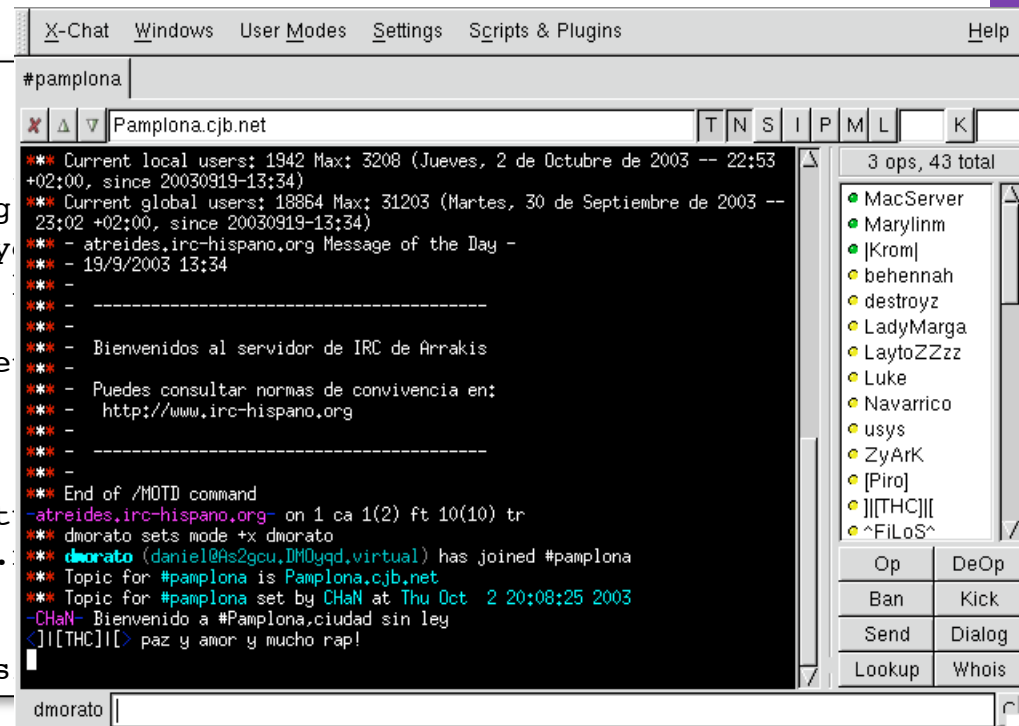 X-Chat Windows User Modes Settings Scripts & Plugins Help
#pamplona
Pamplona.cjb.net T N S I P M L K
*** Current local users: 1942 Max: 3208 (Jueves, 2 de Octubre de 2003 -- 22:53
+02:00, since 20030919-13:34)
*** Current global users: 18864 Max: 31203 (Martes, 30 de Septiembre de 2003 --
23:02 +02:00, since 20030919-13:34)
*** - atreides.irc-hispano.org Message of the Day -
*** - 19/9/2003 13:34
*** -
*** - -----------------------------------------
*** -
*** - Bienvenidos al servidor de IRC de Arrakis
*** -
*** - Puedes consultar normas de convivencia en:
*** - http://www.irc-hispano.org
*** -
*** - -----------------------------------------
*** -
*** End of /MOTD command
-atreides.irc-hispano.org- on 1 ca 1(2) ft 10(10) tr
*** dmorato sets mode +x dmorato
*** dmorato (daniel@As2gcu.DMOyqd.virtual) has joined #pamplona
*** Topic for #pamplona is Pamplona.cjb.net
*** Topic for #pamplona set by CHaN at Thu Oct 2 20:08:25 2003
-CHaN- Bienvenido a #Pamplona,ciudad sin ley
<]|[THC]|[> paz y amor y mucho rap!
3 ops, 43 total
MacServer
Marylinm
|Krom|
behennah
destroyz
LadyMarga
LaytoZZzz
Luke
Navarrico
usys
ZyArK
[Piro]
]|[THC]|[
^FiLoS^
Op DeOp
Ban Kick
Send Dialog
Lookup Whois
dmorato